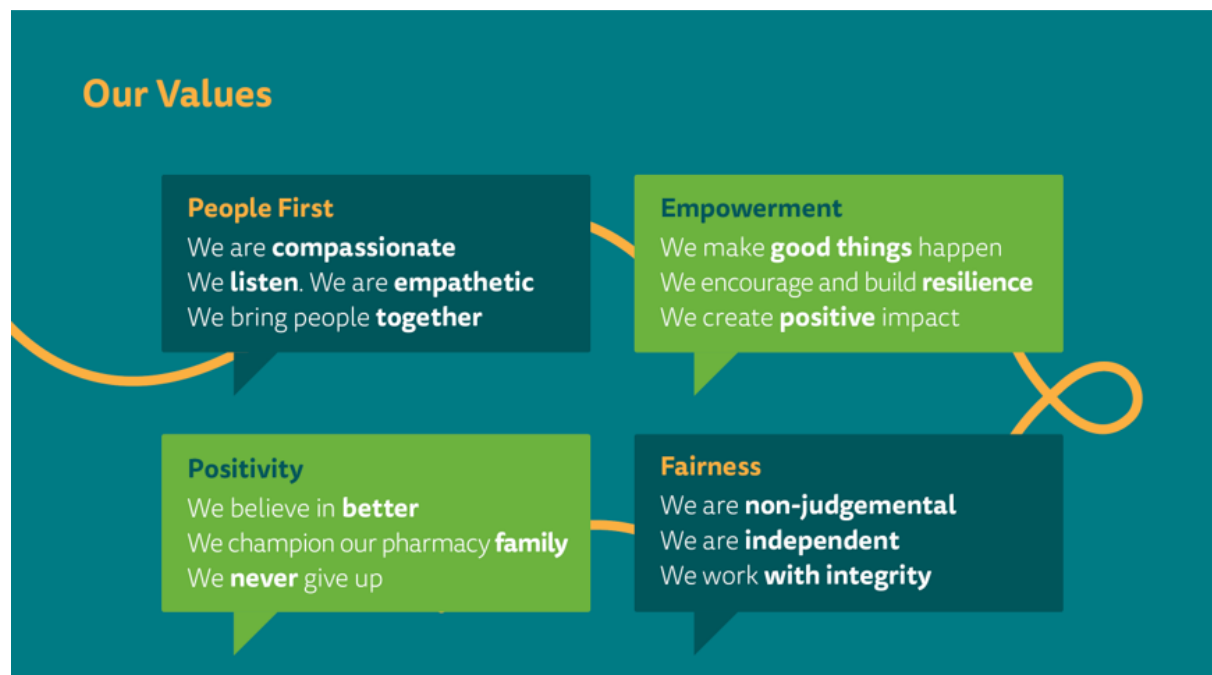 Our Values
People First
We are compassionate
We listen. We are empathetic
We bring people together
Empowerment
We make good things happen
We encourage and build resilience
We create positive impact
Positivity
We believe in better
We champion our pharmacy family
We never give up
Fairness
We are non-judgemental
We are independent
We work with integrity